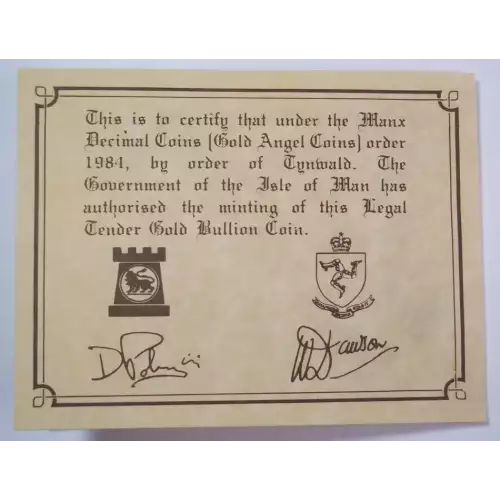 This is to certify that under the Manx
Decimal Coins (Gold Angel Coins) order
1984, by order of Tynwald. The
Government of the Isle of Man has
authorised the minting of this Legal
Tender Gold Bullion Coin.